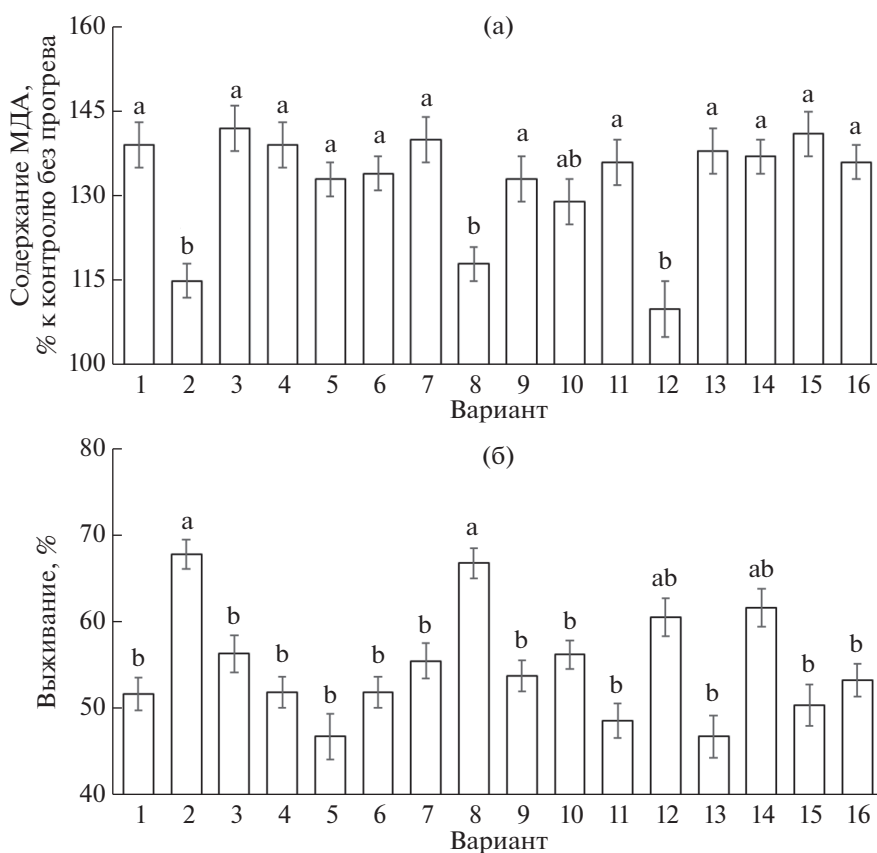 (а)
Содержание МДА,
% к контролю без прогрева
160
145
130
115
100
a
b
a
a
a
a
a
b
a
ab
a
b
a
a
a
a
1 2 3 4 5 6 7 8 9 10 11 12 13 14 15 16
Вариант
(б)
Выживание, %
80
70
60
50
40
b
a
b
b
b
b
b
a
b
b
b
ab
b
ab
b
b
1 2 3 4 5 6 7 8 9 10 11 12 13 14 15 16
Вариант